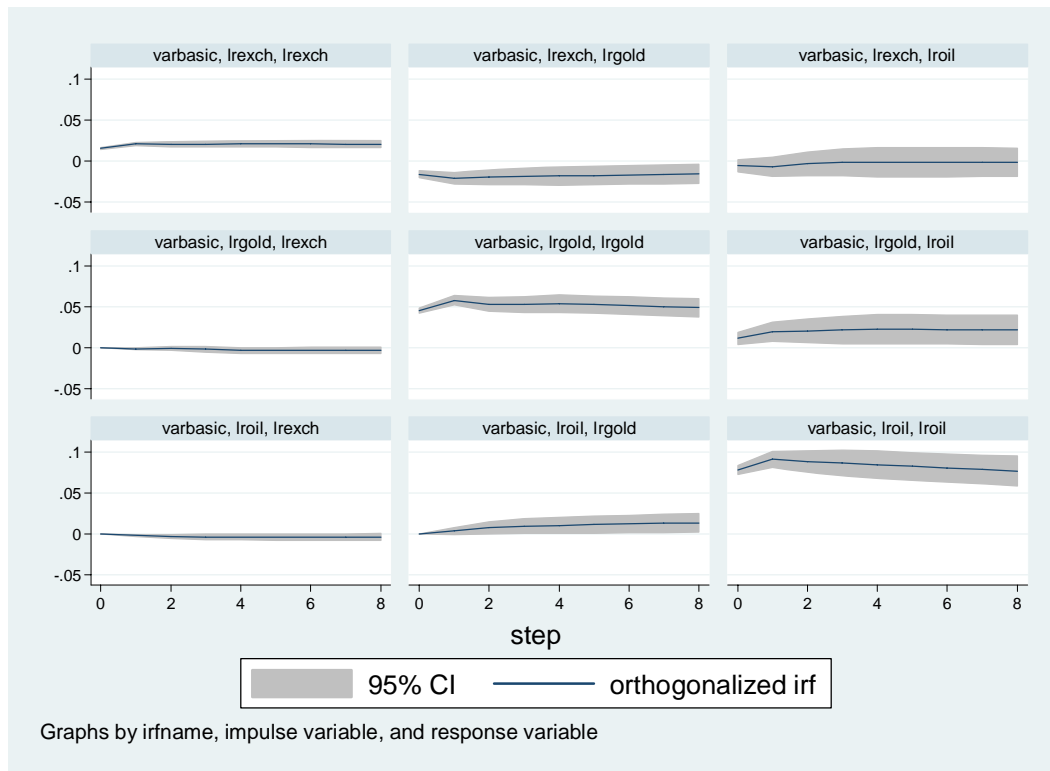 varbasic, lrexch, lrexch
varbasic, lrexch, lrgold
varbasic, lrexch, lroil
.1
.05
0
-.05
varbasic, lrgold, lrexch
varbasic, lrgold, lrgold
varbasic, lrgold, lroil
.1
.05
0
-.05
varbasic, lroil, lrexch
varbasic, lroil, lrgold
varbasic, lroil, lroil
.1
.05
0
-.05
0 2 4 6 8
0 2 4 6 8
0 2 4 6 8
step
95% CI
orthogonalized irf
Graphs by irfname, impulse variable, and response variable